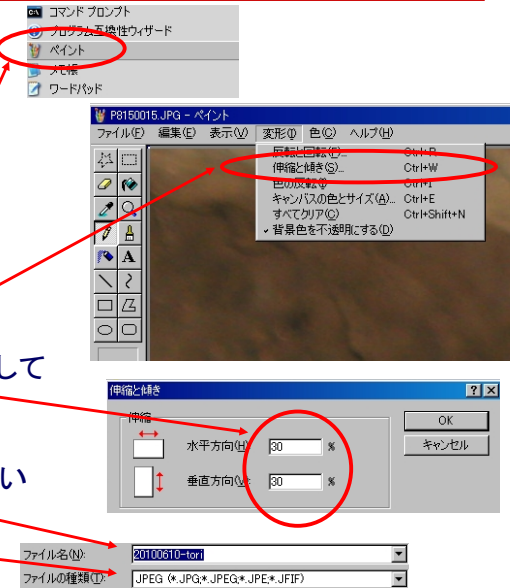 コマンド プロンプト
プログラム互換性ウィザード
ペイント
メモ帳
ワードパッド
P8150015.JPG - ペイント
ファイル(F) 編集(E) 表示(V) 変形(I) 色(C) ヘルプ(H)
反転と回転(F)... Ctrl+R
伸縮と傾き(S)... Ctrl+W
色の反転(I) Ctrl+I
キャンバスの色とサイズ(A)... Ctrl+E
すべてクリア(C) Ctrl+Shift+N
背景色を不透明にする(D)
A
して
伸縮と傾き
伸縮
OK
水平方向(H): 30 %
キャンセル
い
垂直方向(V): 30 %
ファイル名(N): 20100610-tori
ファイルの種類(T): JPEG (*.JPG;*.JPEG;*.JPE;*.JFIF)